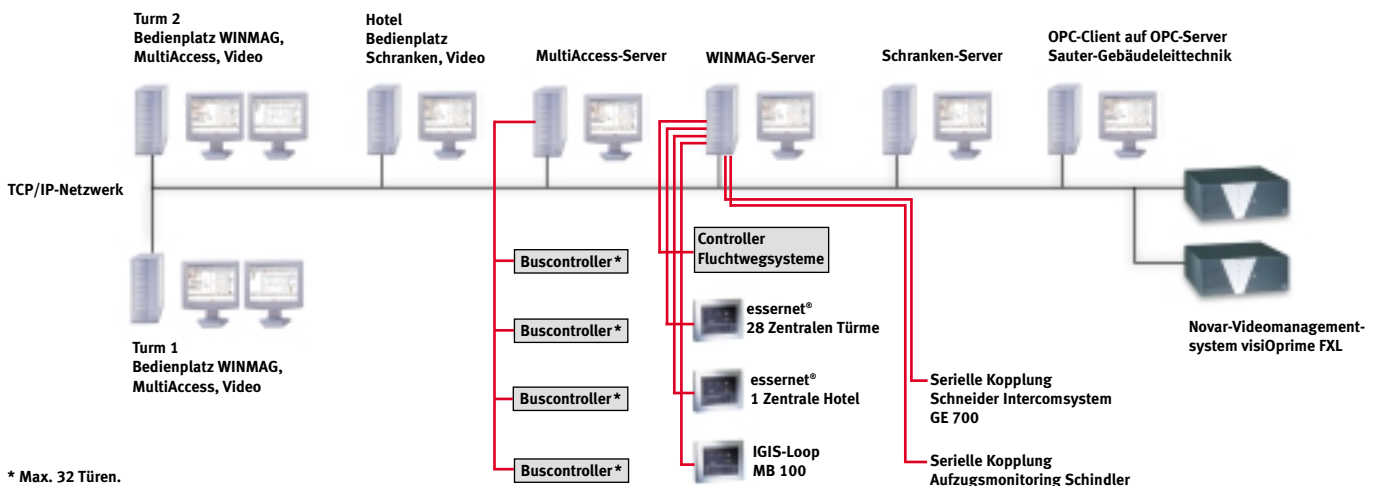 Turm 2
Bedienplatz WINMAG,
MultiAccess, Video
Hotel
Bedienplatz
Schranken, Video
MultiAccess-Server
WINMAG-Server
Schranken-Server
OPC-Client auf OPC-Server
Sauter-Gebäudeleittechnik
TCP/IP-Netzwerk
Turm 1
Bedienplatz WINMAG,
MultiAccess, Video
Buscontroller*
Buscontroller*
Buscontroller*
Buscontroller*
Controller
Fluchtwegsysteme
essernet®
28 Zentralen Türme
essernet®
1 Zentrale Hotel
IGIS-Loop
MB 100
Serielle Kopplung
Schneider Intercomsystem
GE 700
Serielle Kopplung
Aufzugsmonitoring Schindler
Novar-Videomanagement-
system visiOprime FXL
* Max. 32 Türen.